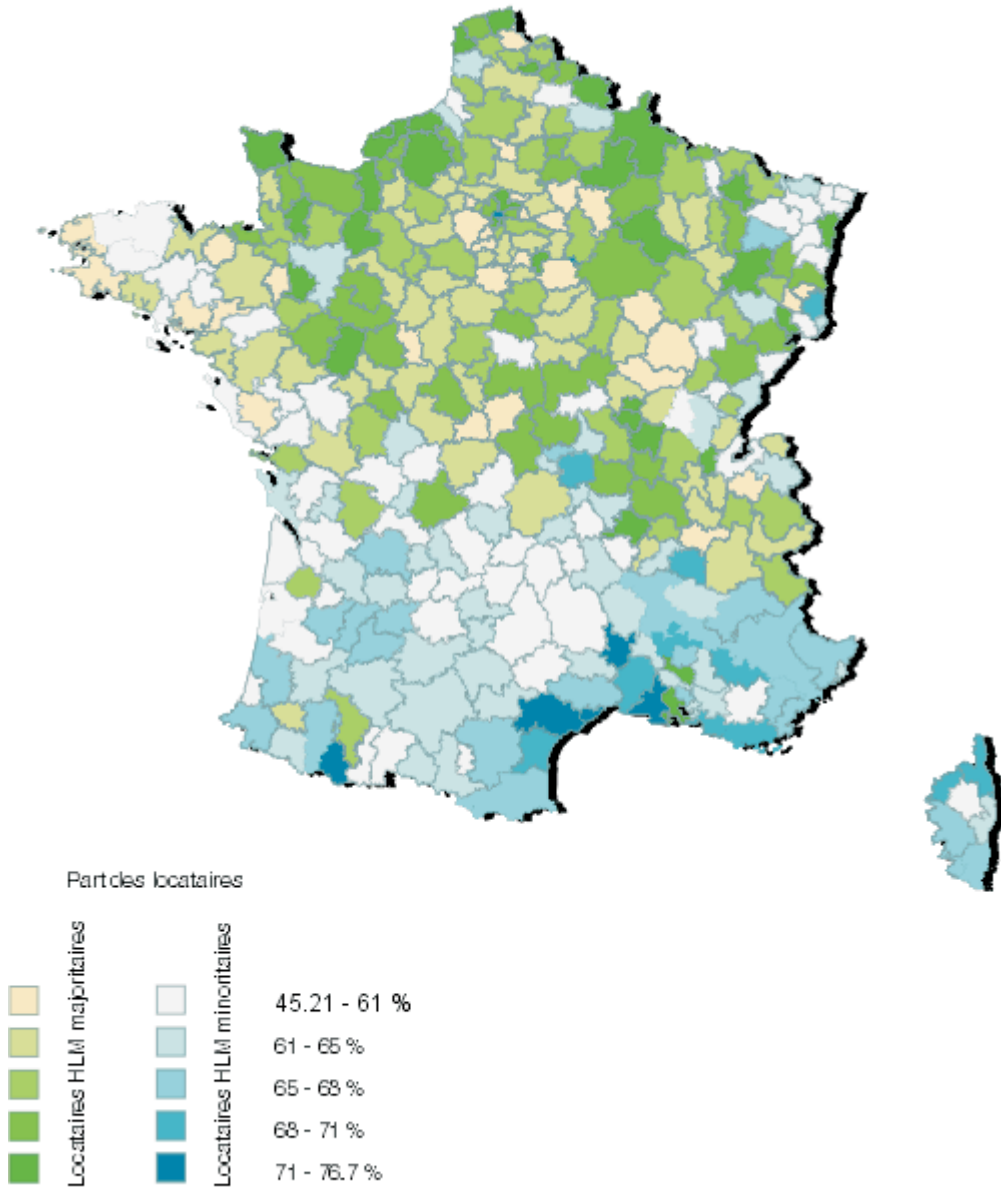 Part des locataires
Locataires HLM majoritaires
Locataires HLM minoritaires
45.21 - 61 %
61 - 65 %
65 - 68 %
68 - 71 %
71 - 76.7 %